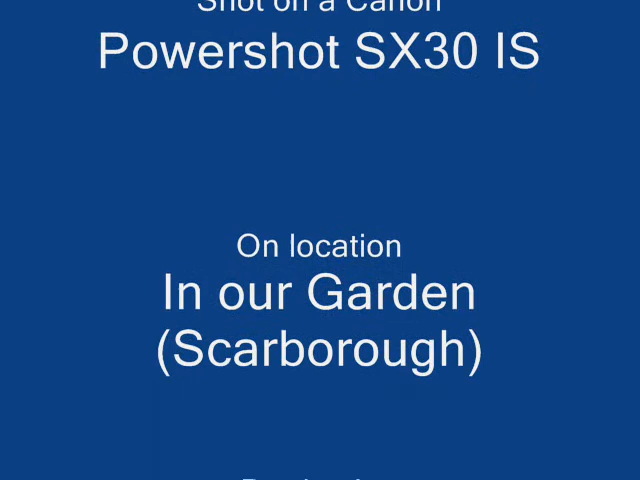 Shot on a Canon
Powershot SX30 IS
On location
In our Garden
(Scarborough)